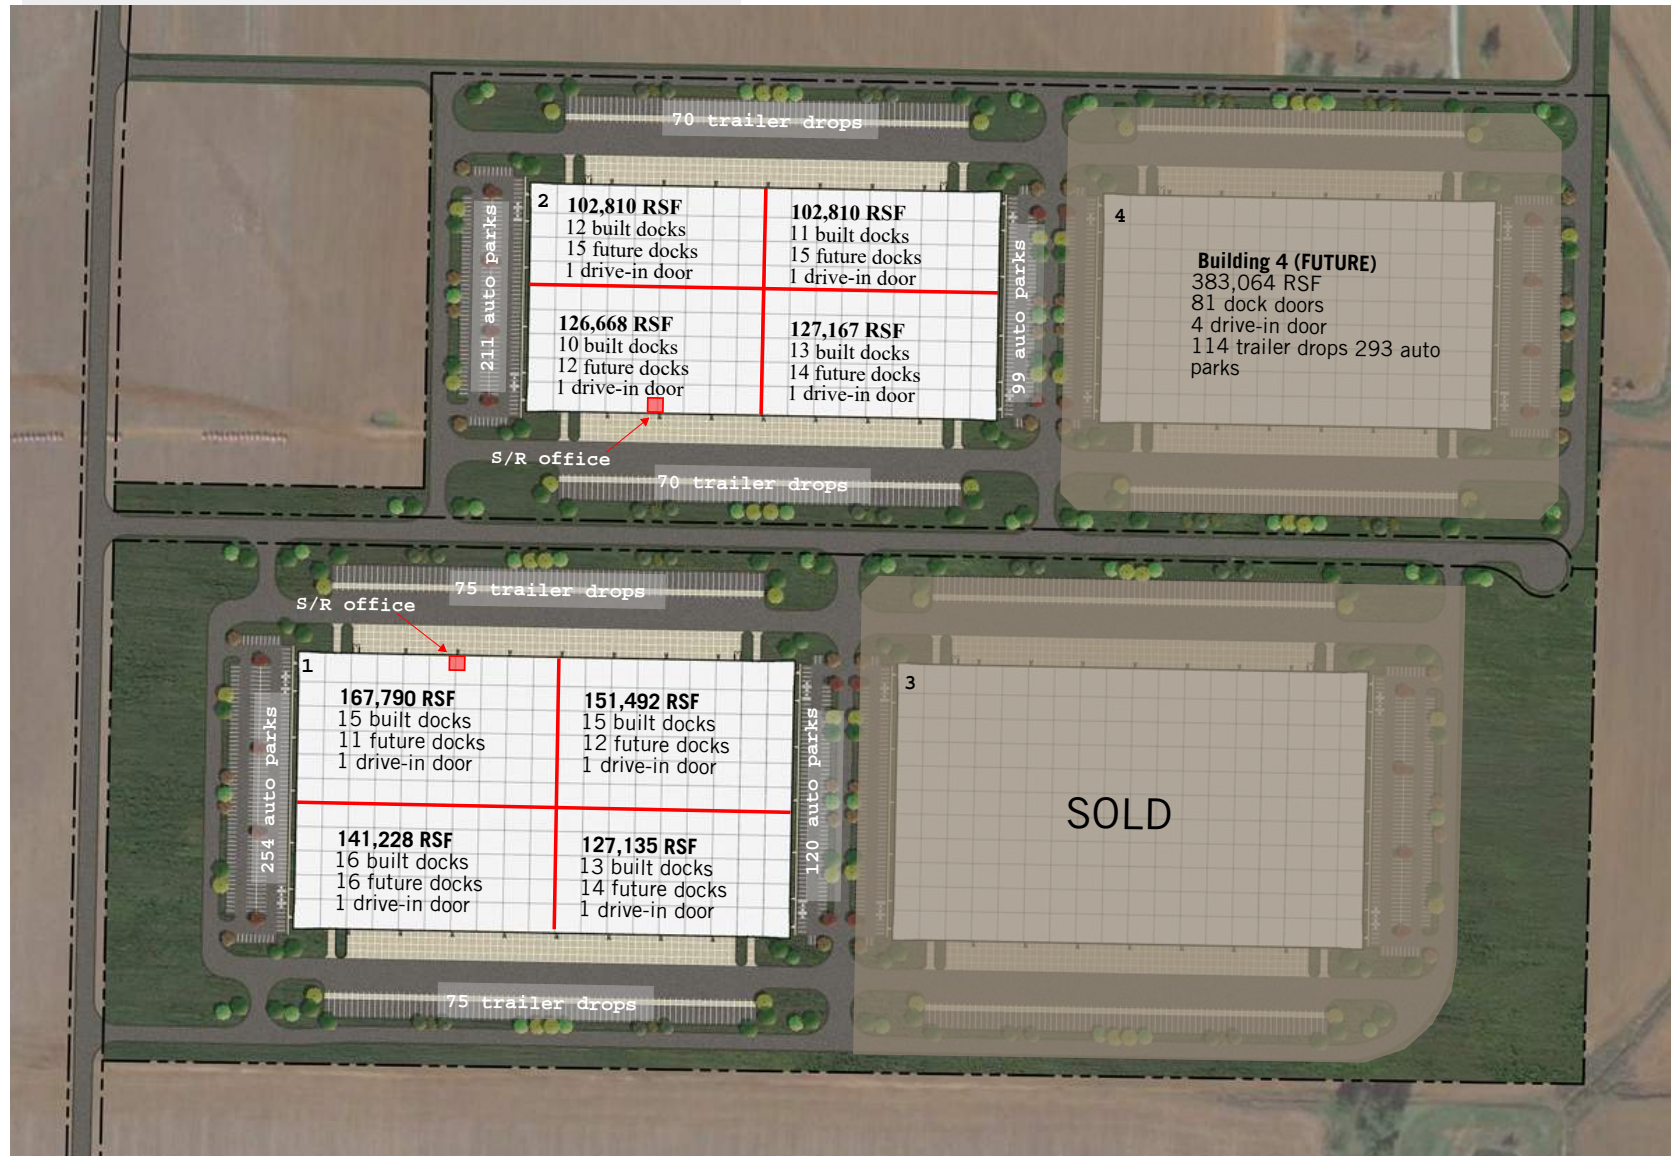 70 trailer drops
2
102,810 RSF
12 built docks
15 future docks
1 drive-in door
102,810 RSF
11 built docks
15 future docks
1 drive-in door
126,668 RSF
10 built docks
12 future docks
1 drive-in door
127,167 RSF
13 built docks
14 future docks
1 drive-in door
211 auto parks
99 auto parks
S/R office
70 trailer drops
4
Building 4 (FUTURE)
383,064 RSF
81 dock doors
4 drive-in door
114 trailer drops 293 auto
parks
75 trailer drops
S/R office
1
167,790 RSF
15 built docks
11 future docks
1 drive-in door
151,492 RSF
15 built docks
12 future docks
1 drive-in door
141,228 RSF
16 built docks
16 future docks
1 drive-in door
127,135 RSF
13 built docks
14 future docks
1 drive-in door
254 auto parks
120 auto parks
75 trailer drops
3
SOLD